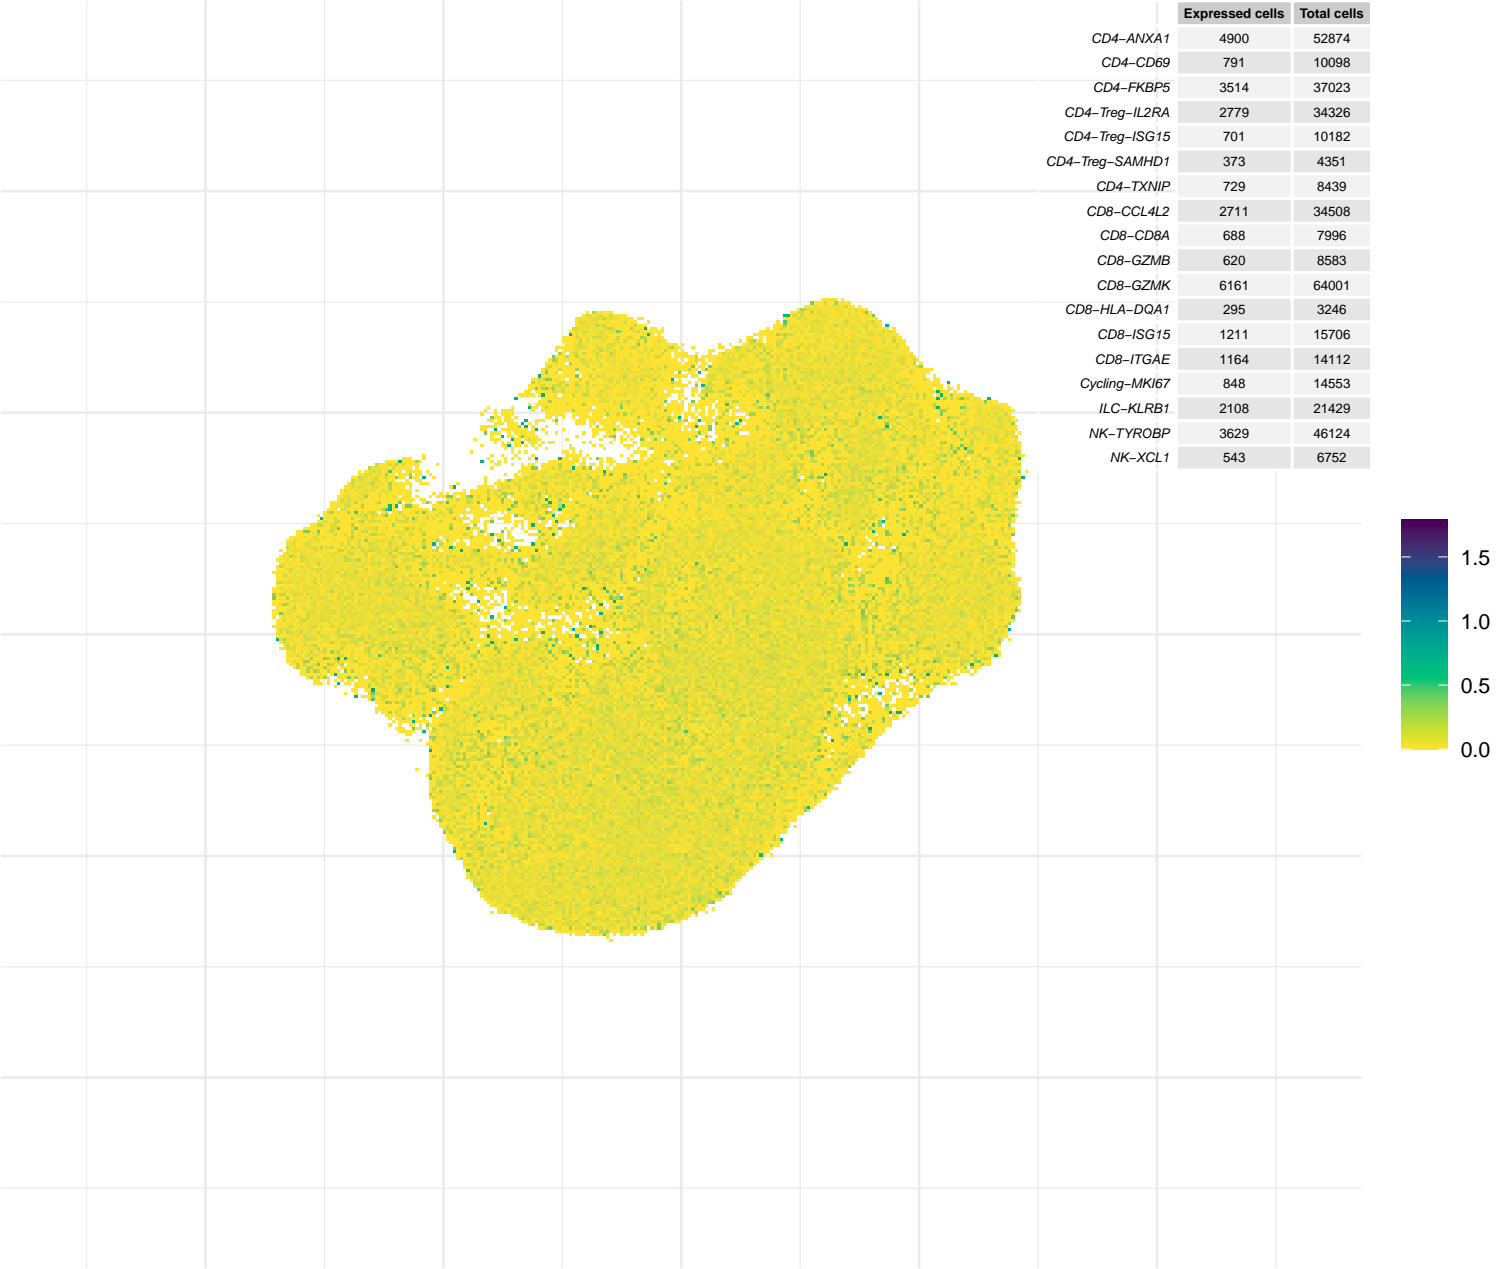 Expressed cells Total cells
CD4−ANXA1 4900 52874
CD4−CD69 791 10098
CD4−FKBP5 3514 37023
CD4−Treg−IL2RA 2779 34326
CD4−Treg−ISG15 701 10182
CD4−Treg−SAMHD1 373 4351
CD4−TXNIP 729 8439
CD8−CCL4L2 2711 34508
CD8−CD8A 688 7996
CD8−GZMB 620 8583
CD8−GZMK 6161 64001
CD8−HLA−DQA1 295 3246
CD8−ISG15 1211 15706
CD8−ITGAE 1164 14112
Cycling−MKI67 848 14553
ILC−KLRB1 2108 21429
NK−TYROBP 3629 46124
NK−XCL1 543 6752
1.5
1.0
0.5
0.0